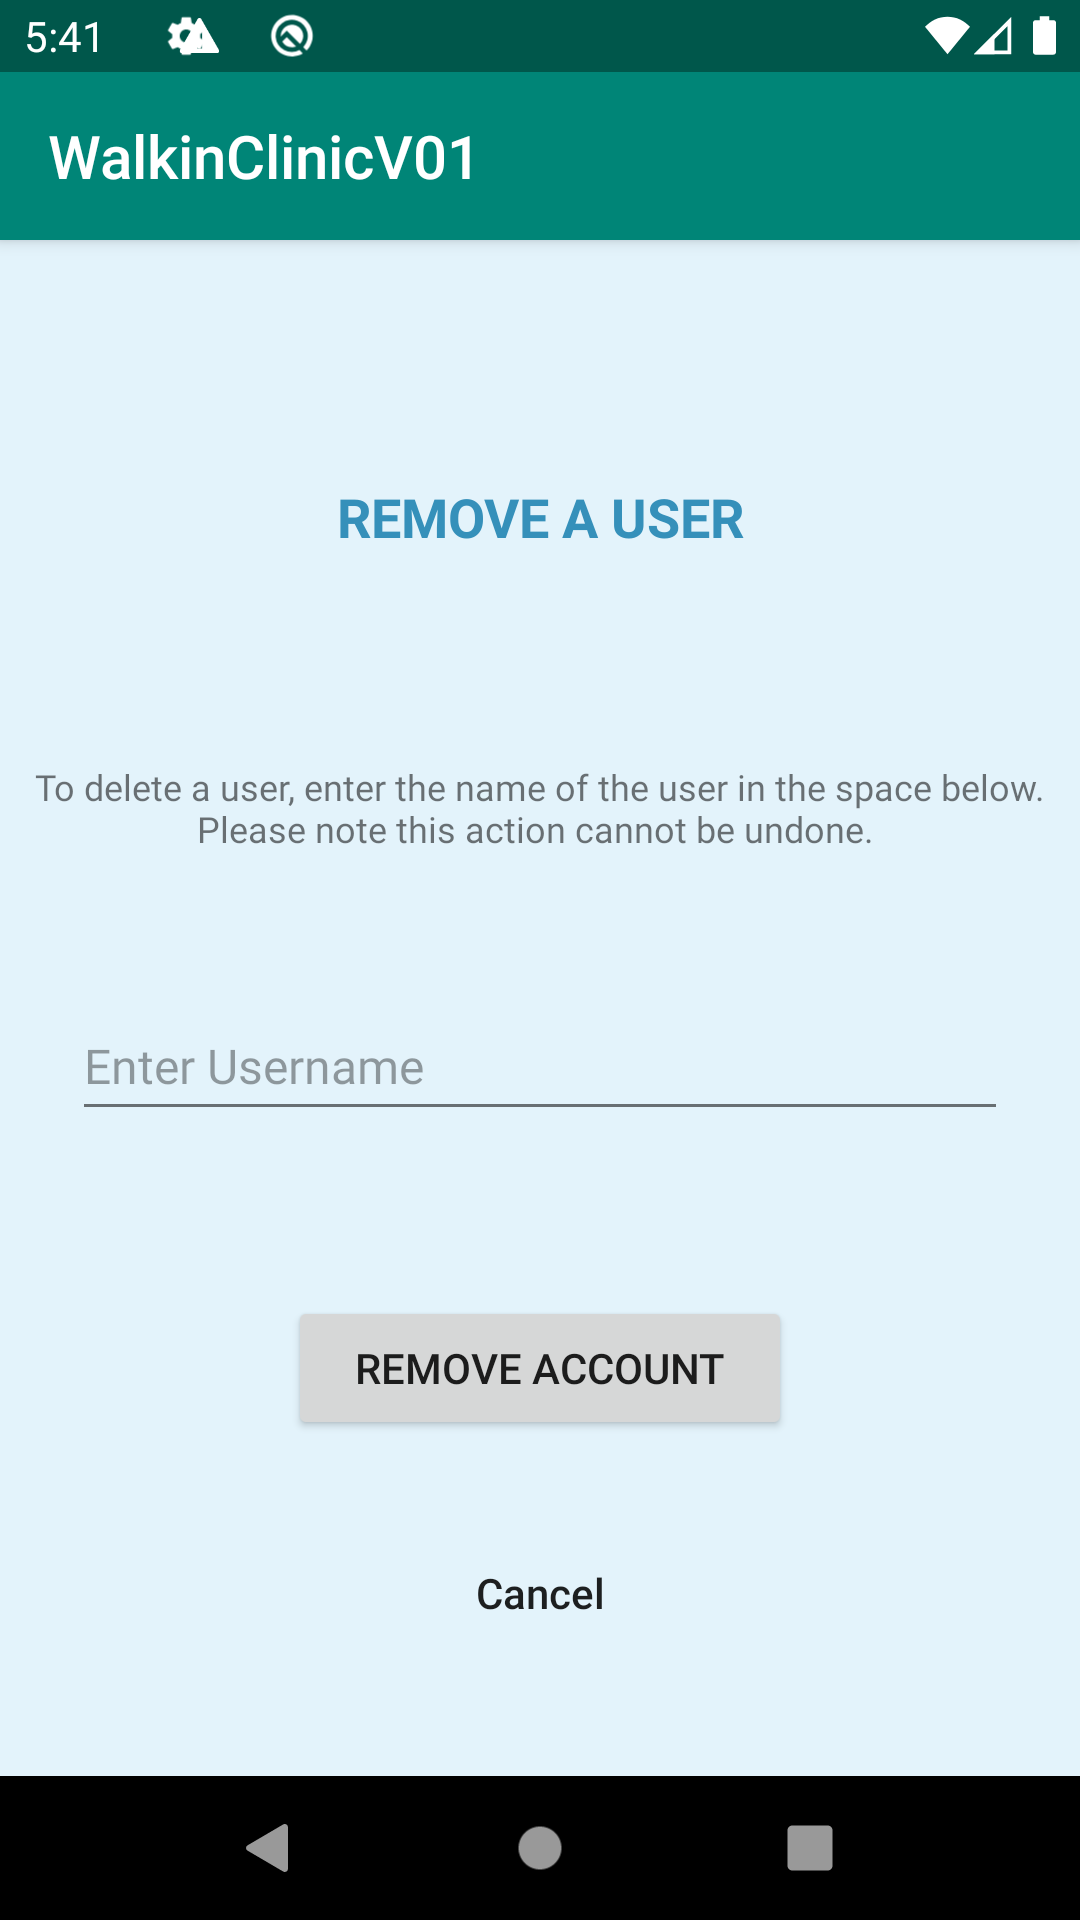 5:41
WalkinClinicV01
REMOVE A USER
To delete a user, enter the name of the user in the space below.
Please note this action cannot be undone.
Enter Username
REMOVE ACCOUNT
Cancel